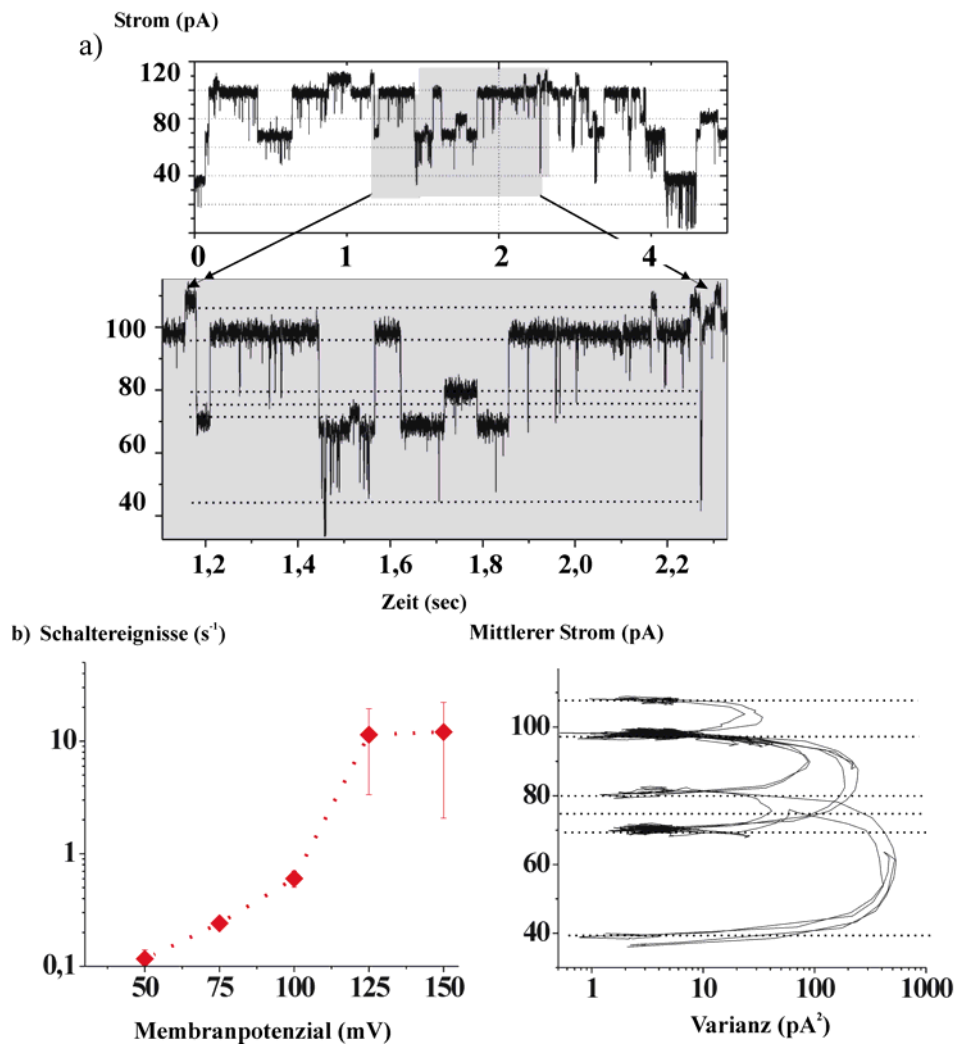 Strom (pA)
a)
120
80
40
0 1 2 4
100
80
60
40
1,2 1,4 1,6 1,8 2,0 2,2
Zeit (sec)
b) Schaltereignisse (s⁻¹)
10
1
0,1
50 75 100 125 150
Membranpotenzial (mV)
Mittlerer Strom (pA)
100
80
60
40
1 10 100 1000
Varianz (pA²)